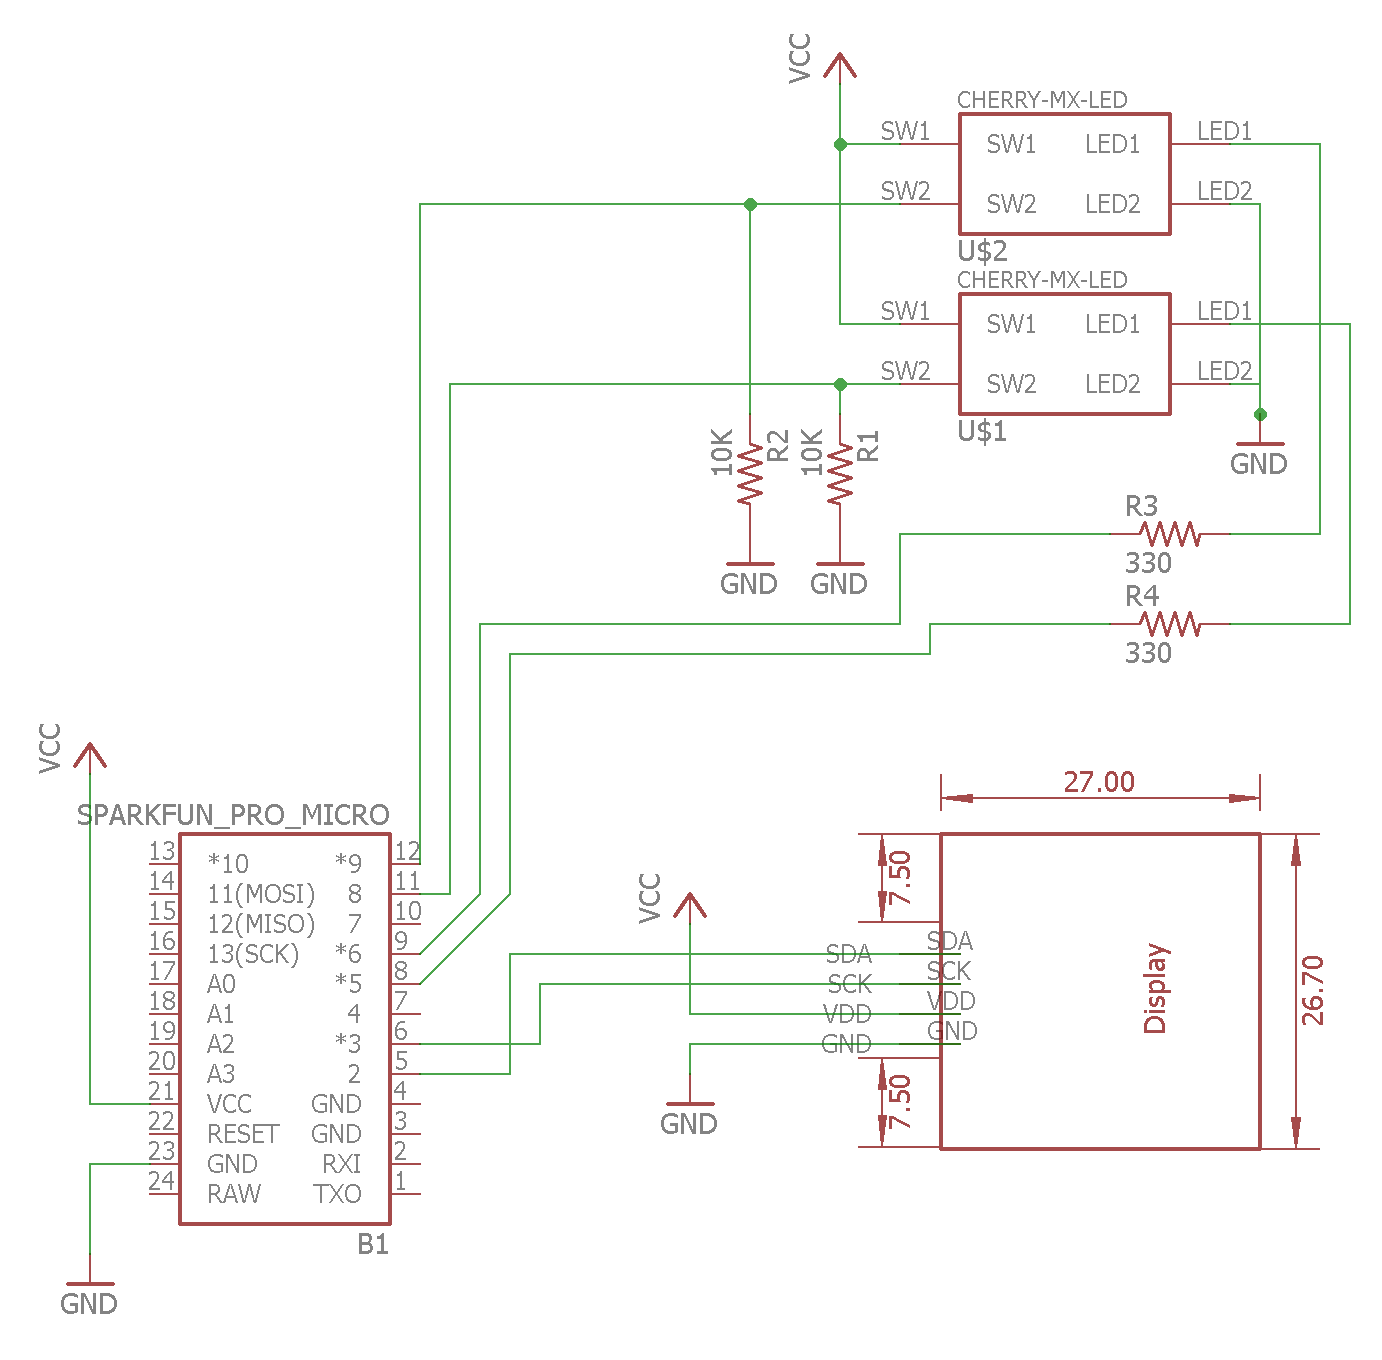 VCC
CHERRY-MX-LED
SW1 SW1 LED1 LED1
SW2 SW2 LED2 LED2
U$2
CHERRY-MX-LED
SW1 SW1 LED1 LED1
SW2 SW2 LED2 LED2
U$1
10K R2 10K R1
GND
GND GND
R3
330
R4
330
VCC
SPARKFUN_PRO_MICRO
13 *10 *9 12
14 11(MOSI) 8 11
15 12(MISO) 7 10
16 13(SCK) *6 9
17 A0 *5 8
18 A1 4 7
19 A2 *3 6
20 A3 2 5
21 VCC GND 4
22 RESET GND 3
23 GND RXI 2
24 RAW TXO 1
B1
GND
27.00
7.50
VCC
SDA SDA
SCK SCK
VDD VDD
GND GND
Display
26.70
7.50
GND